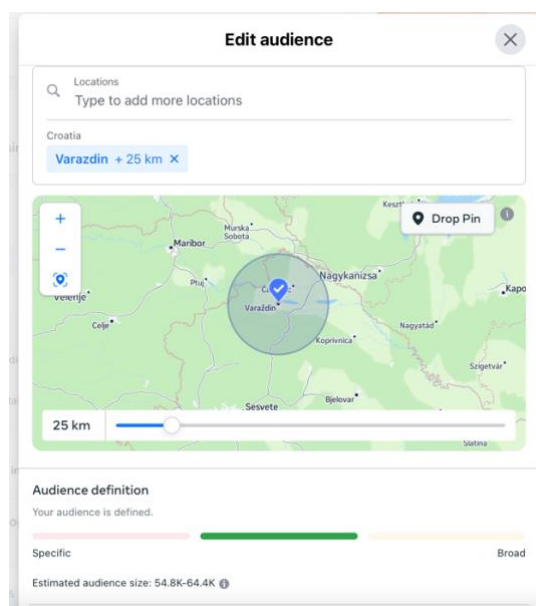 Edit audience
Locations
Type to add more locations
Croatia
Varazdin + 25 km ×
+
−
Drop Pin
Murska
Sobota
Maribor
Nagykanizsa
Ptuj
Varaždin
Celje
Koprivnica
Nagyatád
Szigetvár
Bjelovar
Sesvete
Slatina
25 km
Audience definition
Your audience is defined.
Specific
Broad
Estimated audience size: 54.8K-64.4K